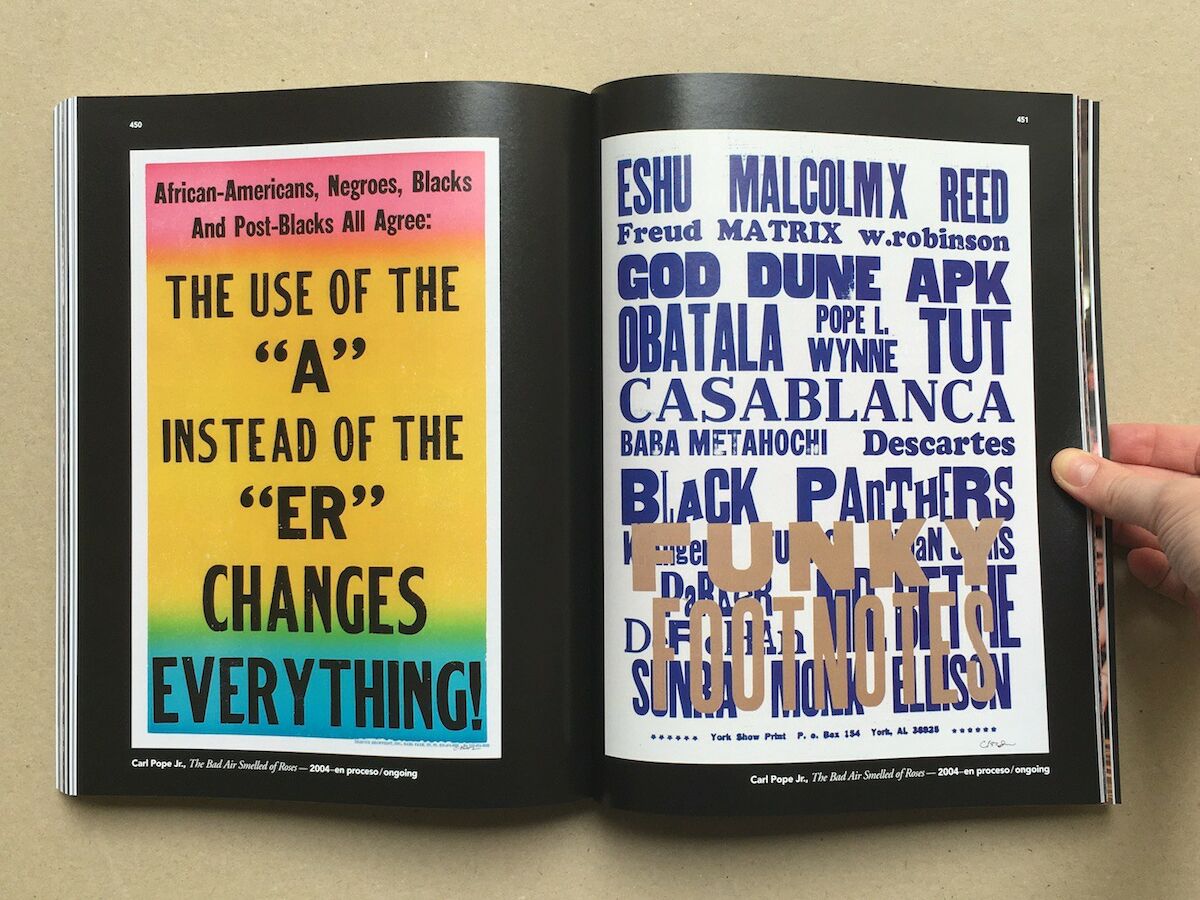 450
African-Americans, Negroes, Blacks
And Post-Blacks All Agree:
THE USE OF THE
“A”
INSTEAD OF THE
“ER”
CHANGES
EVERYTHING!
Carl Pope Jr., The Bad Air Smelled of Roses — 2004–en proceso/ongoing
451
ESHU MALCOLM X REED
Freud MATRIX w.robinson
GOD DUNE APK
OBATALA POPE L. WYNNE TUT
CASABLANCA
BABA METAHOCHI Descartes
BLACK PAnTHERS
FUNKY
FOOTNOTES
SUNRA MONK ELLISON
****** York Show Print P. o. Box 154 York, AL 36925 ******
Carl Pope Jr., The Bad Air Smelled of Roses — 2004–en proceso/ongoing